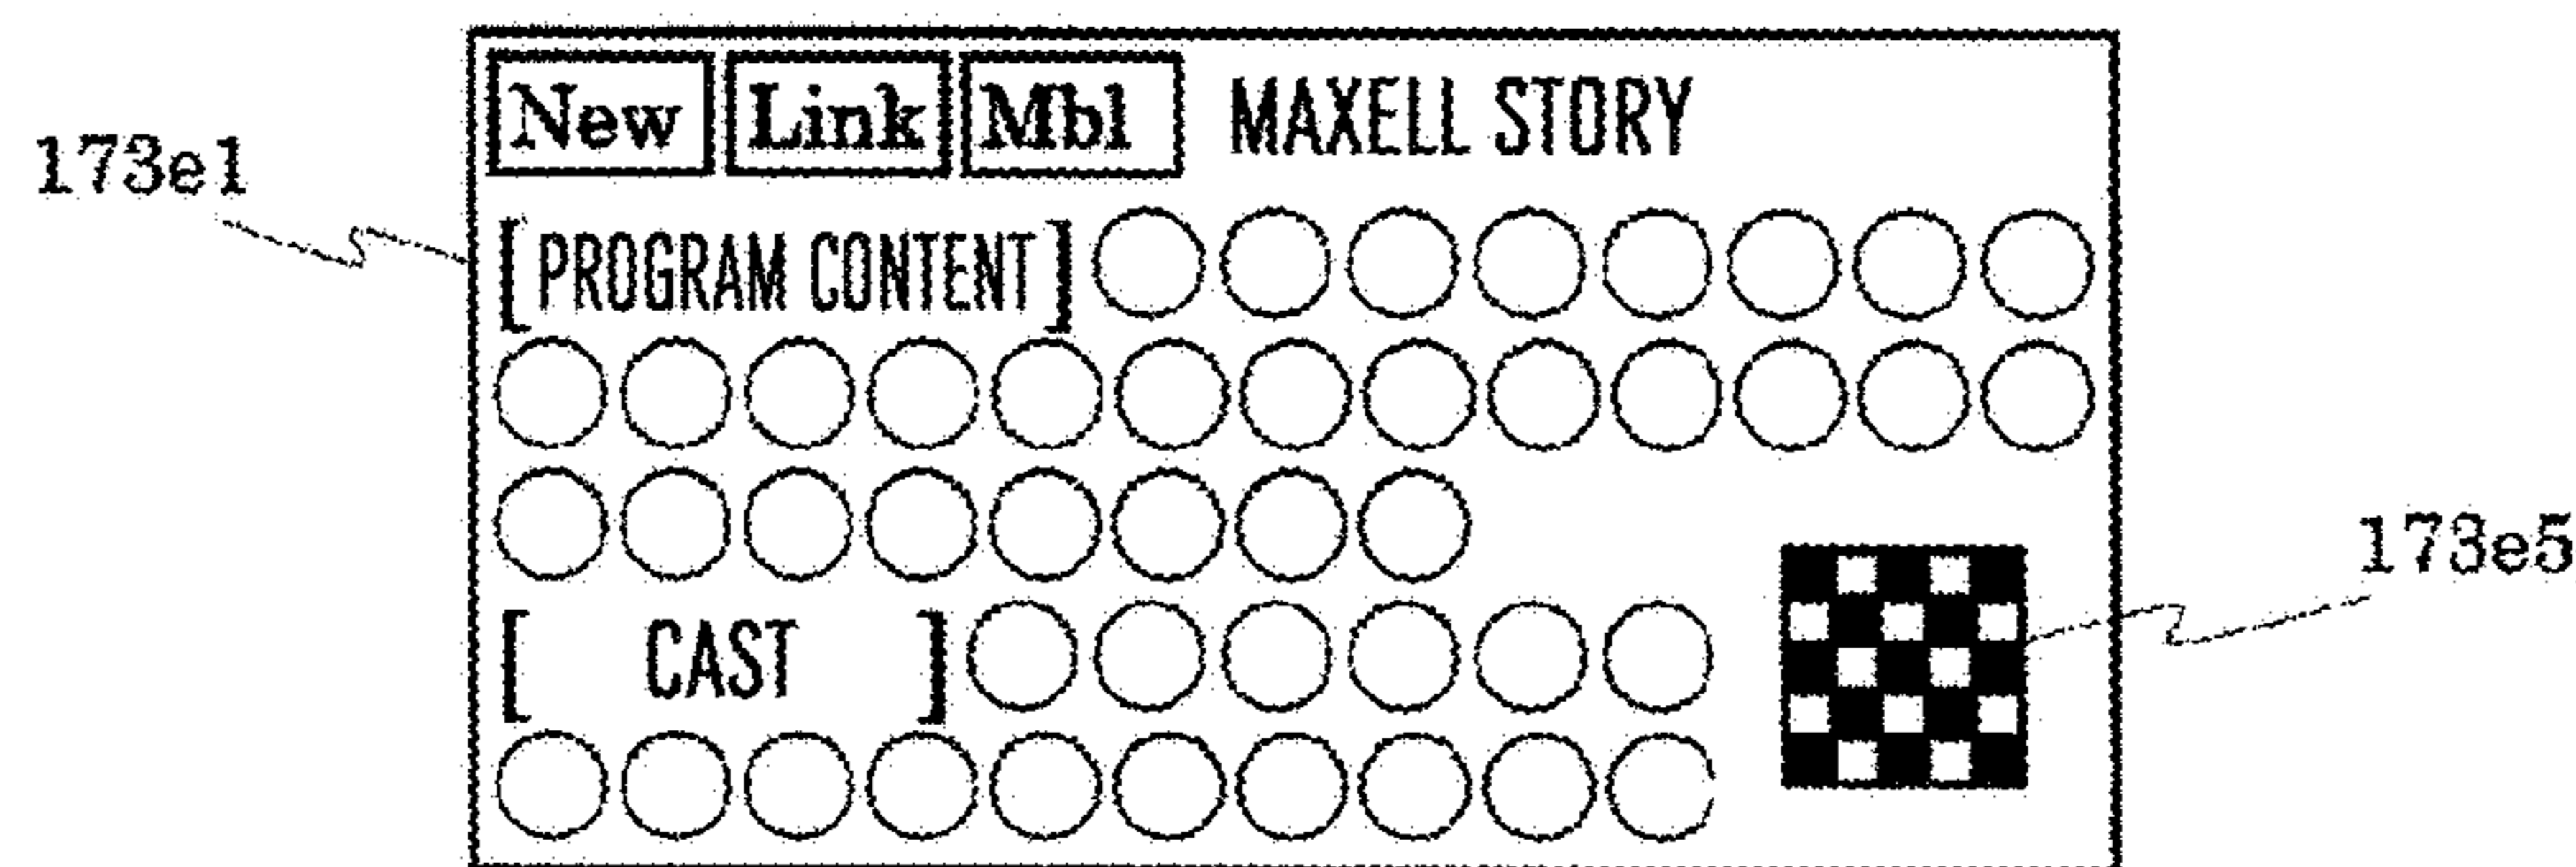 New Link Mbl MAXELL STORY
173e1
[PROGRAM CONTENT] ○○○○○○○○
○○○○○○○○○○○○○
○○○○○○○○
173e5
[ CAST ] ○○○○○○
○○○○○○○○○○